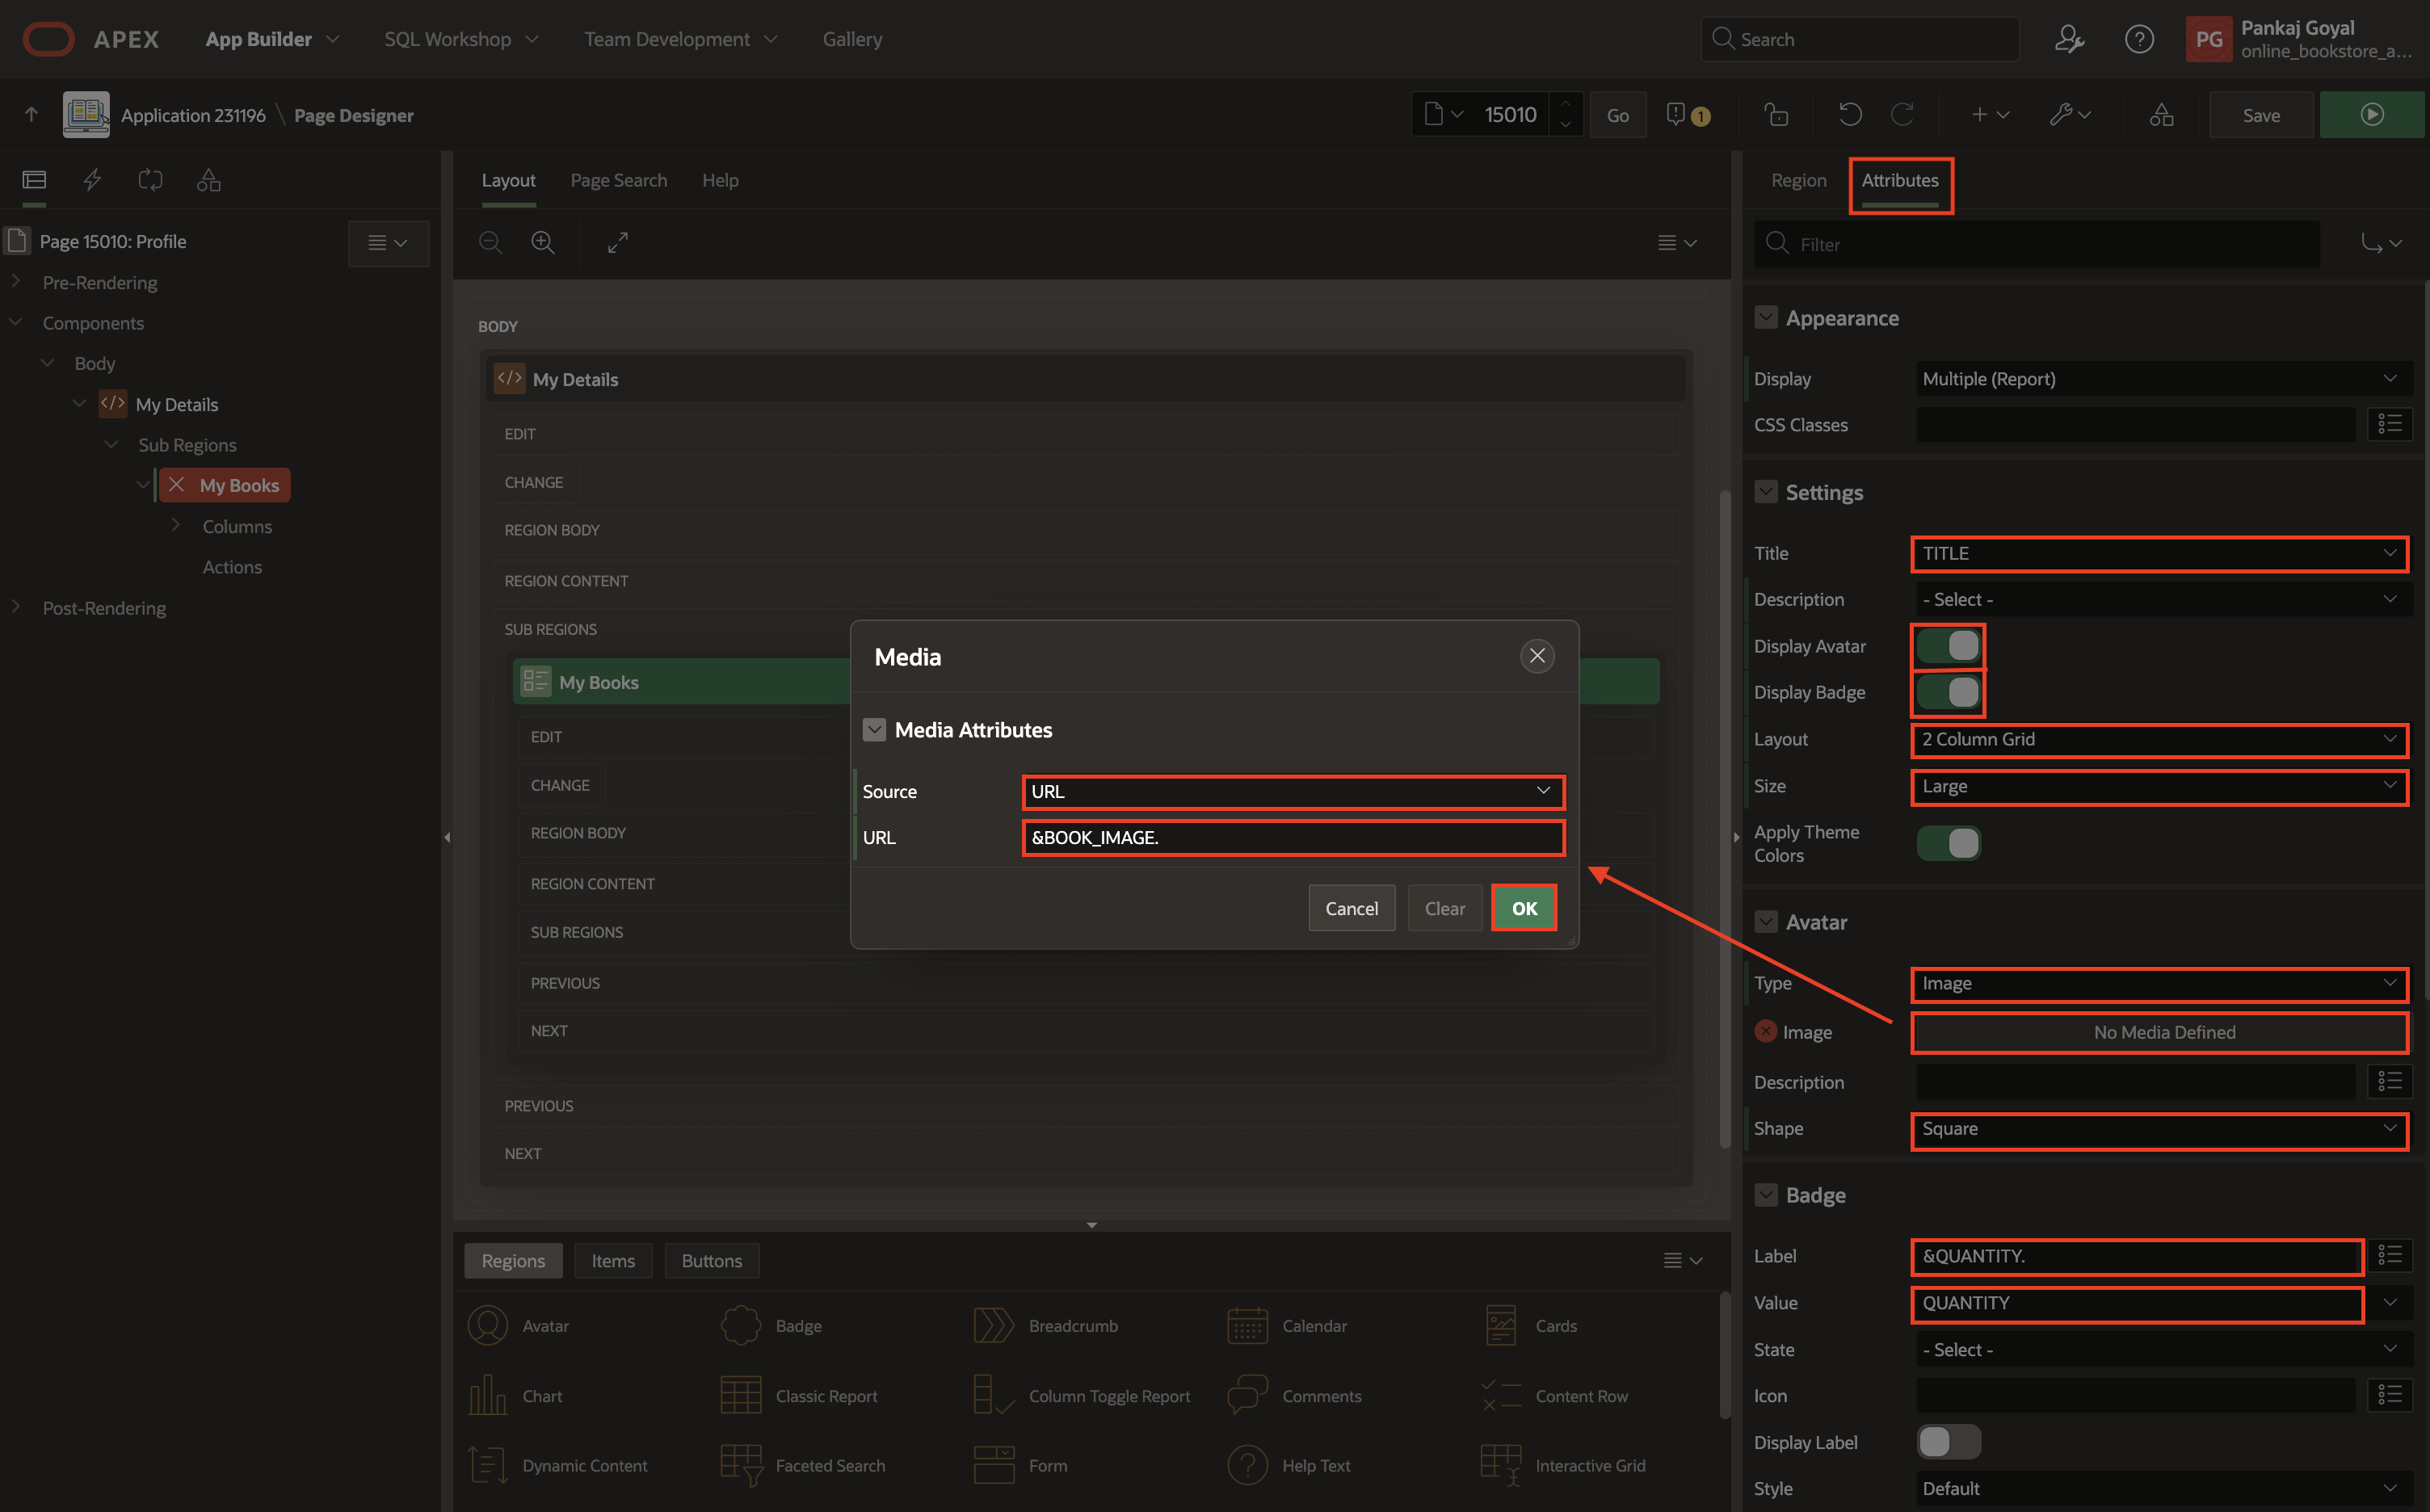 APEX
App Builder
SQL Workshop
Team Development
Gallery
Search
PG
Pankaj Goyal
online_bookstore_a...
Application 231196 \ Page Designer
15010
Go
1
Save
Page 15010: Profile
Pre-Rendering
Components
Body
My Details
Sub Regions
My Books
Columns
Actions
Post-Rendering
Layout
Page Search
Help
BODY
My Details
EDIT
CHANGE
REGION BODY
REGION CONTENT
SUB REGIONS
My Books
EDIT
CHANGE
REGION BODY
REGION CONTENT
SUB REGIONS
PREVIOUS
NEXT
PREVIOUS
NEXT
Media
Media Attributes
Source URL
URL &BOOK_IMAGE.
Cancel
Clear
OK
Regions
Items
Buttons
Avatar
Badge
Breadcrumb
Calendar
Cards
Chart
Classic Report
Column Toggle Report
Comments
Content Row
Dynamic Content
Faceted Search
Form
Help Text
Interactive Grid
Region
Attributes
Filter
Appearance
Display Multiple (Report)
CSS Classes
Settings
Title TITLE
Description - Select -
Display Avatar
Display Badge
Layout 2 Column Grid
Size Large
Apply Theme
Colors
Avatar
Type Image
Image No Media Defined
Description
Shape Square
Badge
Label &QUANTITY.
Value QUANTITY
State - Select -
Icon
Display Label
Style Default